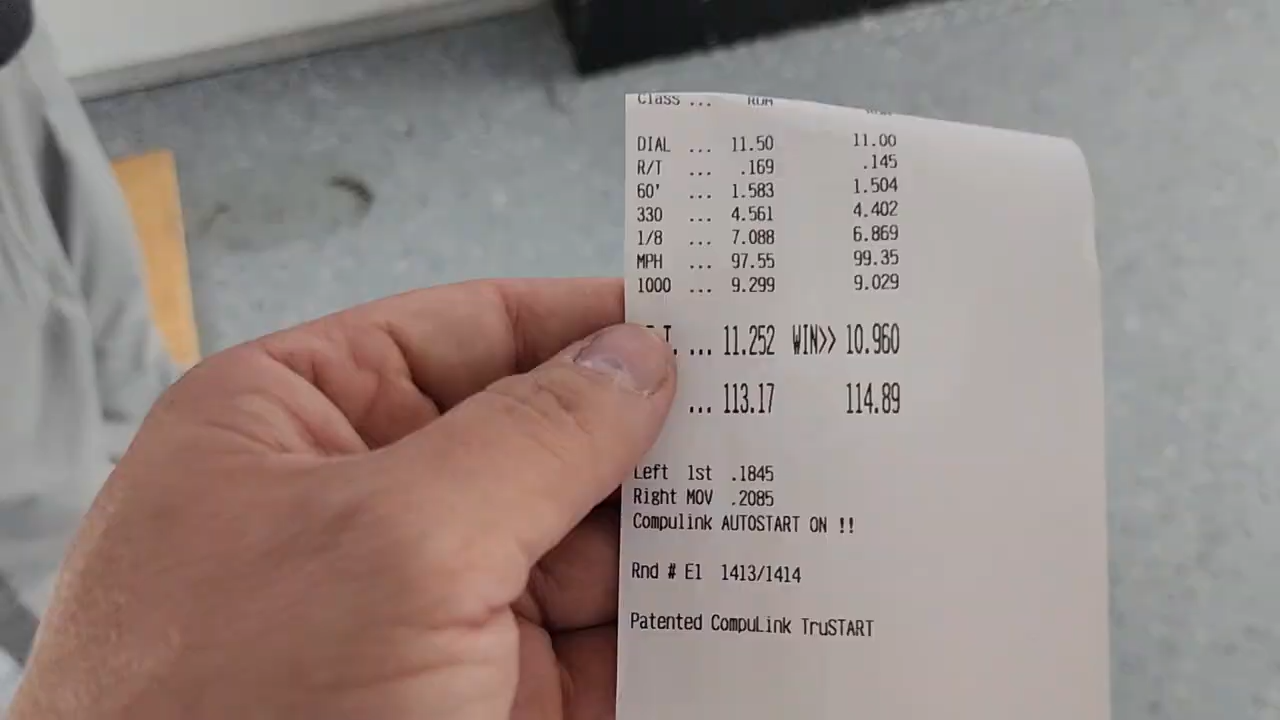 Class ... RUM
DIAL ... 11.50 11.00
R/T ... .169 .145
60' ... 1.583 1.504
330 ... 4.561 4.402
1/8 ... 7.088 6.869
MPH ... 97.55 99.35
1000 ... 9.299 9.029
... 11.252 WIN>> 10.960
... 113.17 114.89
Left 1st .1845
Right MOV .2085
Compulink AUTOSTART ON !!
Rnd # E1 1413/1414
Patented CompuLink TruSTART